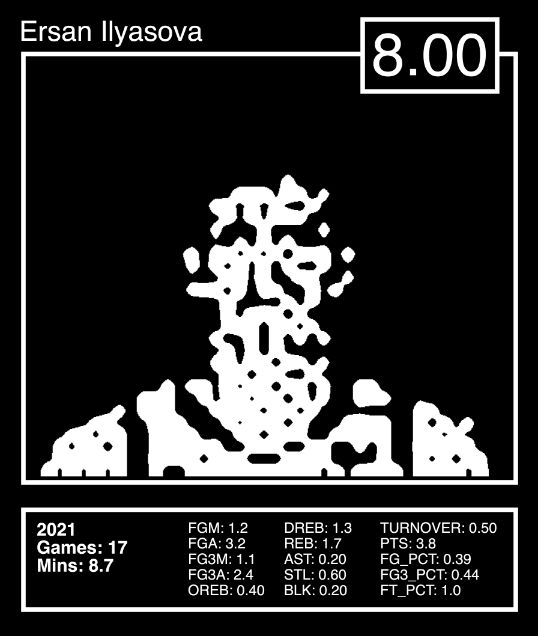 Ersan Ilyasova
8.00
2021
Games: 17
Mins: 8.7
FGM: 1.2
FGA: 3.2
FG3M: 1.1
FG3A: 2.4
OREB: 0.40
DREB: 1.3
REB: 1.7
AST: 0.20
STL: 0.60
BLK: 0.20
TURNOVER: 0.50
PTS: 3.8
FG_PCT: 0.39
FG3_PCT: 0.44
FT_PCT: 1.0